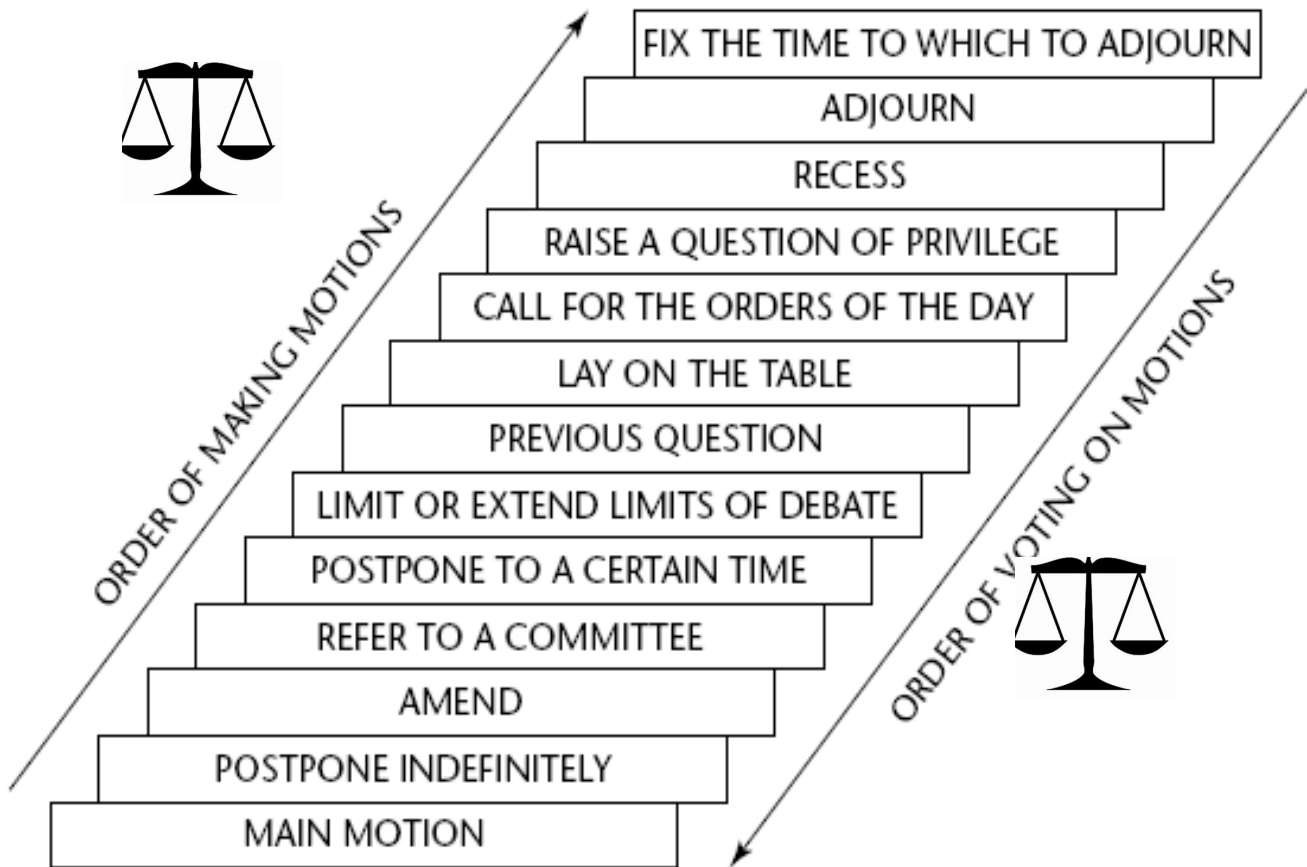 FIX THE TIME TO WHICH TO ADJOURN
ADJOURN
RECESS
RAISE A QUESTION OF PRIVILEGE
CALL FOR THE ORDERS OF THE DAY
LAY ON THE TABLE
PREVIOUS QUESTION
LIMIT OR EXTEND LIMITS OF DEBATE
POSTPONE TO A CERTAIN TIME
REFER TO A COMMITTEE
AMEND
POSTPONE INDEFINITELY
MAIN MOTION
ORDER OF MAKING MOTIONS
ORDER OF VOTING ON MOTIONS